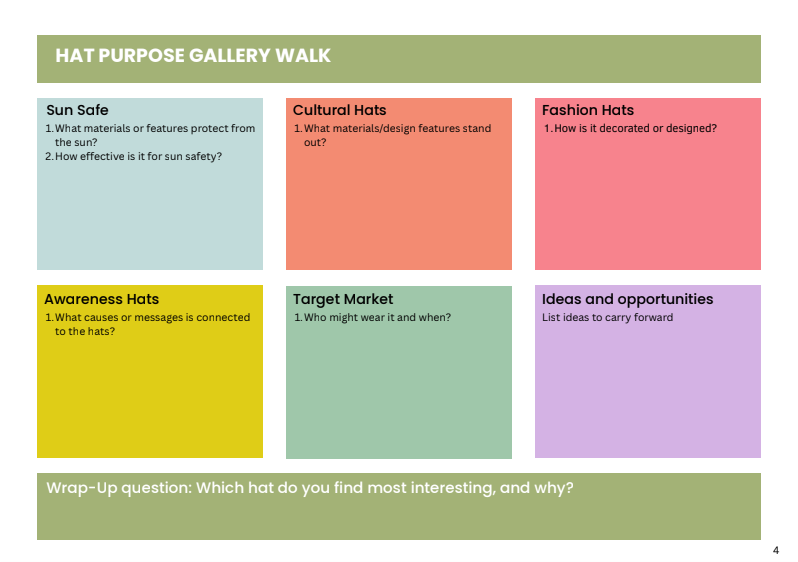 HAT PURPOSE GALLERY WALK
Sun Safe
1. What materials or features protect from
the sun?
2. How effective is it for sun safety?
Cultural Hats
1. What materials/design features stand
out?
Fashion Hats
1. How is it decorated or designed?
Awareness Hats
1. What causes or messages is connected
to the hats?
Target Market
1. Who might wear it and when?
Ideas and opportunities
List ideas to carry forward
Wrap-Up question: Which hat do you find most interesting, and why?
4